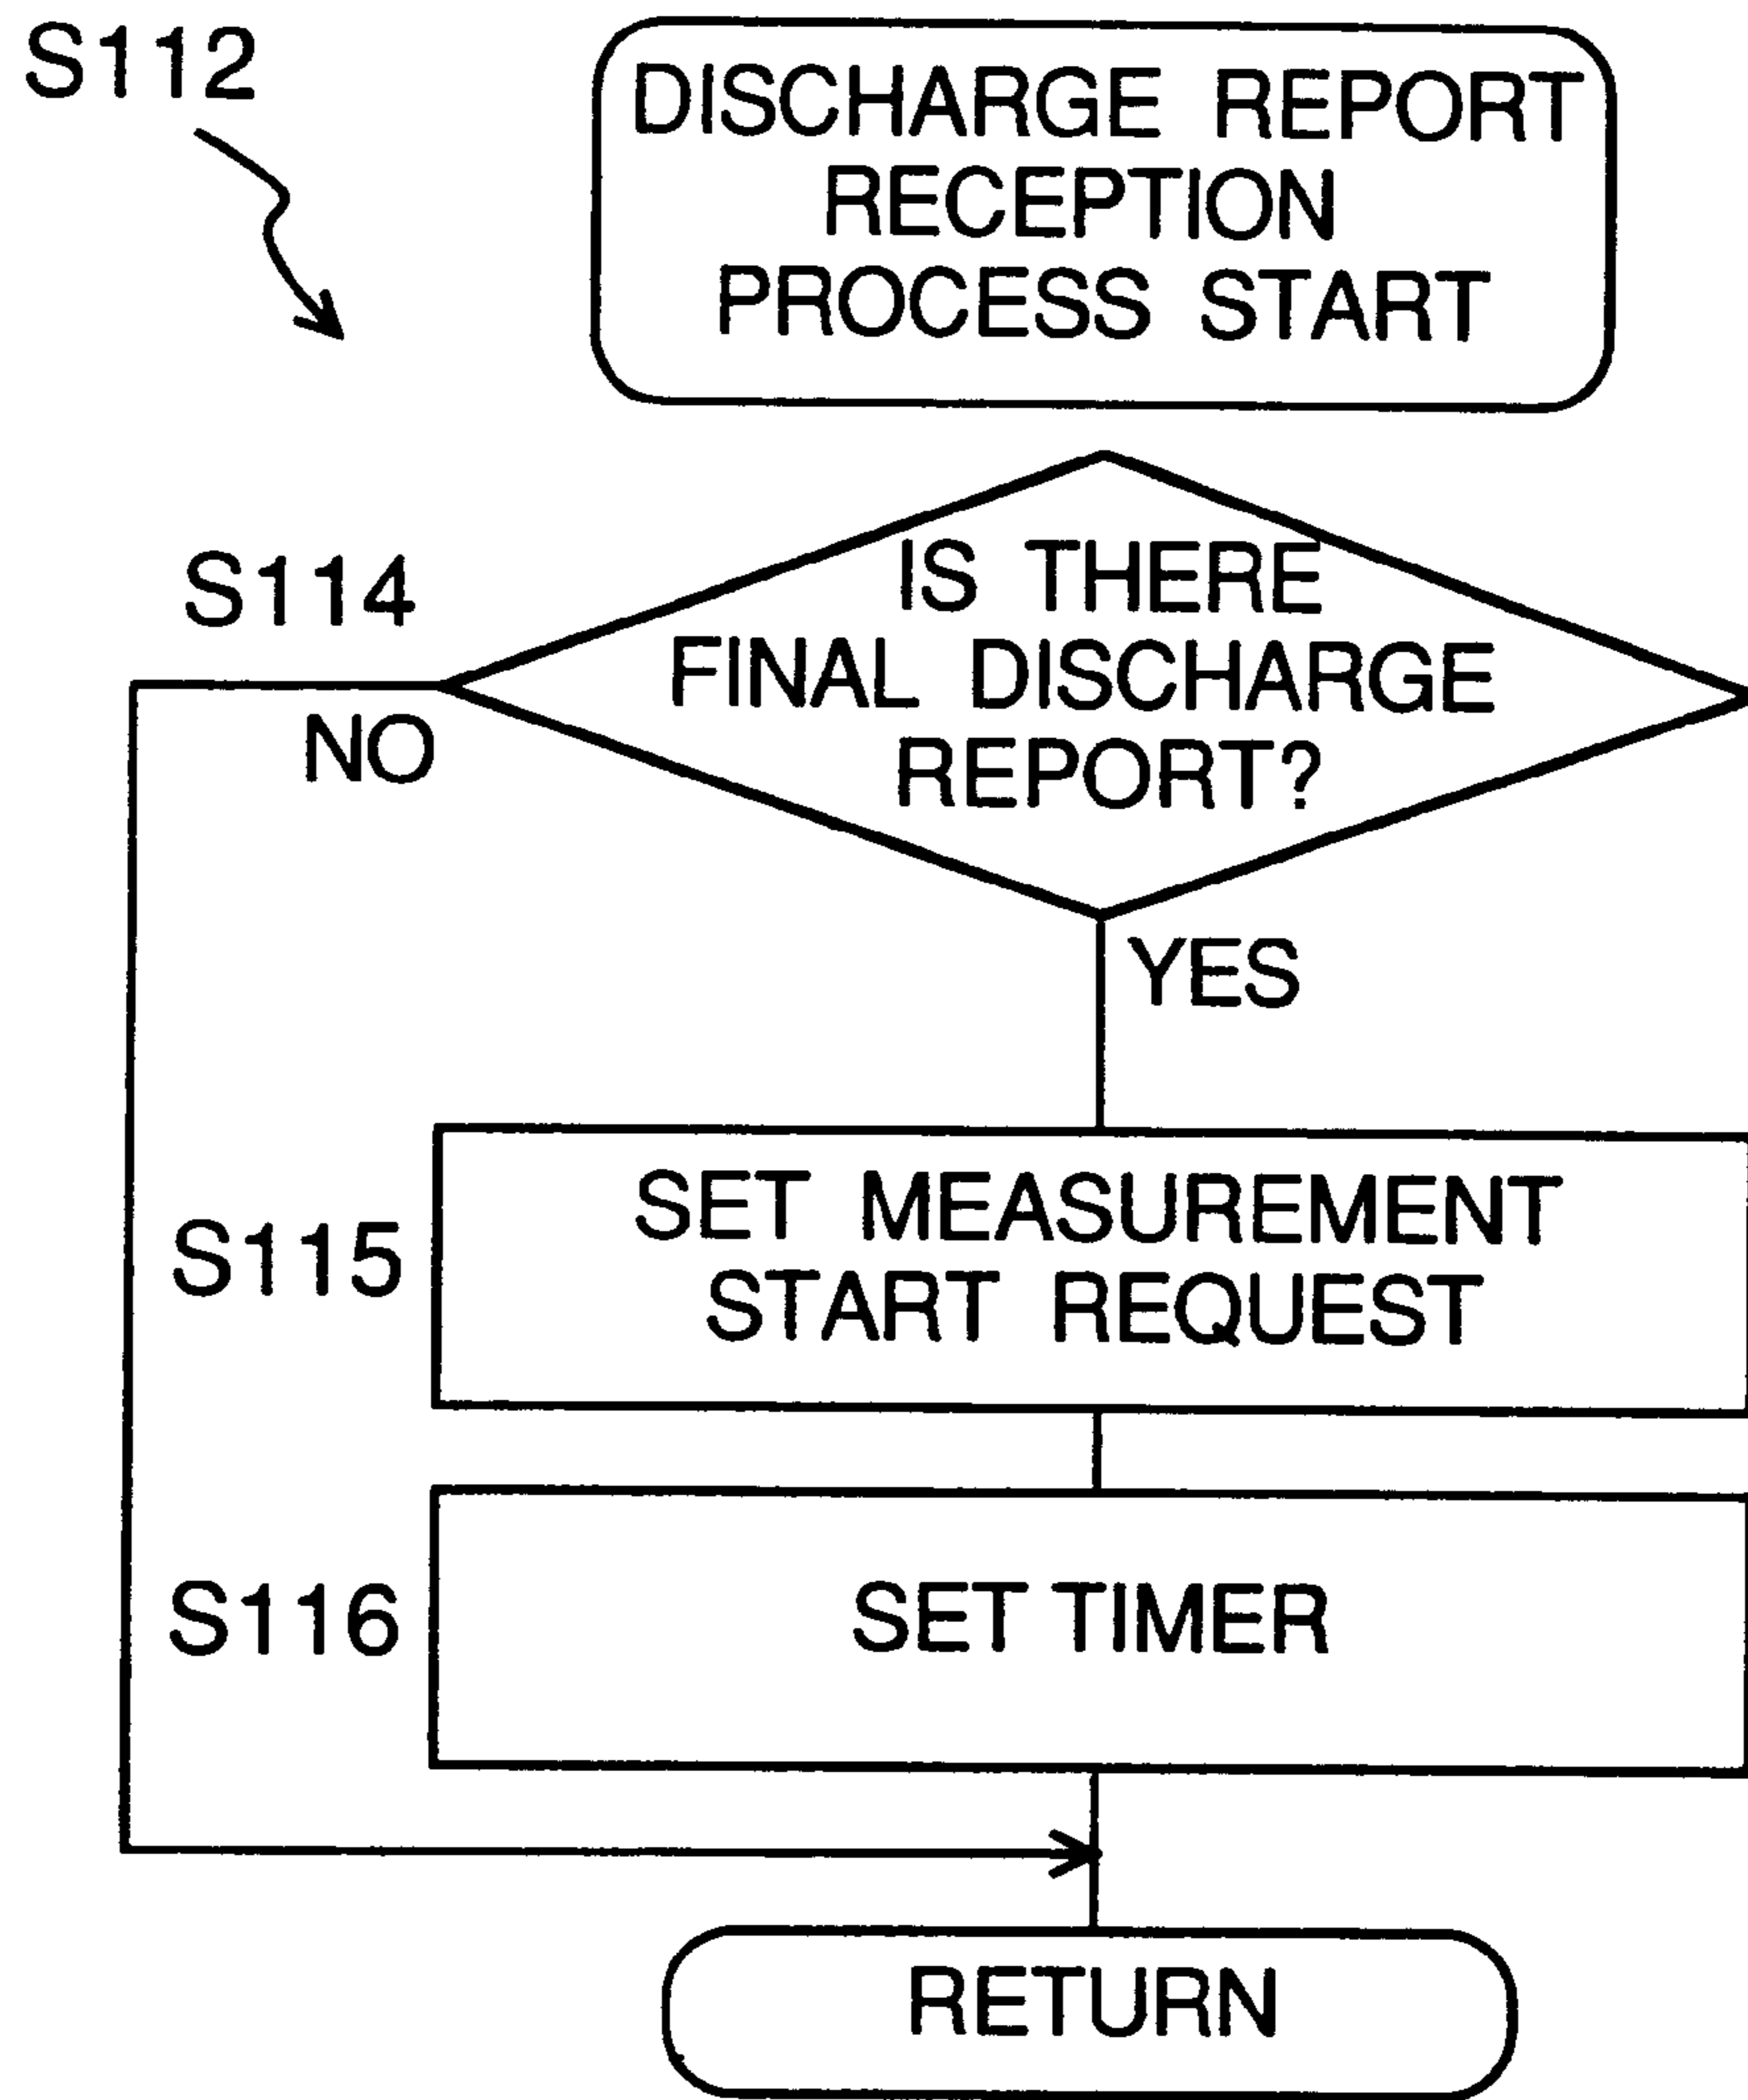 S112
DISCHARGE REPORT
RECEPTION
PROCESS START
S114
IS THERE
FINAL DISCHARGE
REPORT?
NO
YES
S115
SET MEASUREMENT
START REQUEST
S116
SET TIMER
RETURN